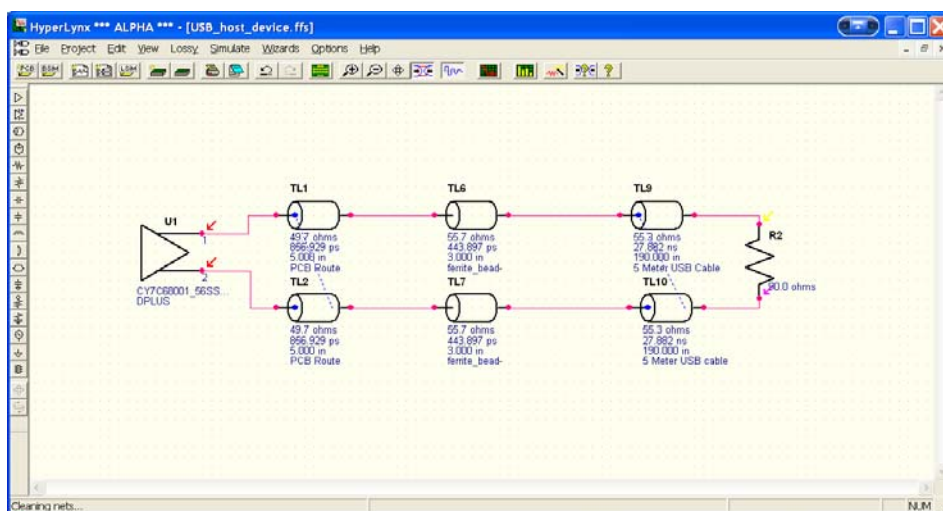 HyperLynx *** ALPHA *** - [USB_host_device.ffs]
File Project Edit View Lossy Simulate Wizards Options Help
TL1 TL6 TL9
U1
R2
1
49.7 ohms 55.7 ohms 55.3 ohms
856.929 ps 443.897 ps 27.882 ns
5.000 in 3.000 in 190.000 in
PCB Route ferrite_bead- 5 Meter USB Cable
2
TL2 TL7 TL10
90.0 ohms
CY7C68001_56SS...
DPLUS
49.7 ohms 55.7 ohms 55.3 ohms
856.929 ps 443.897 ps 27.882 ns
5.000 in 3.000 in 190.000 in
PCB Route ferrite_bead- 5 Meter USB cable
Cleaning nets... NUM